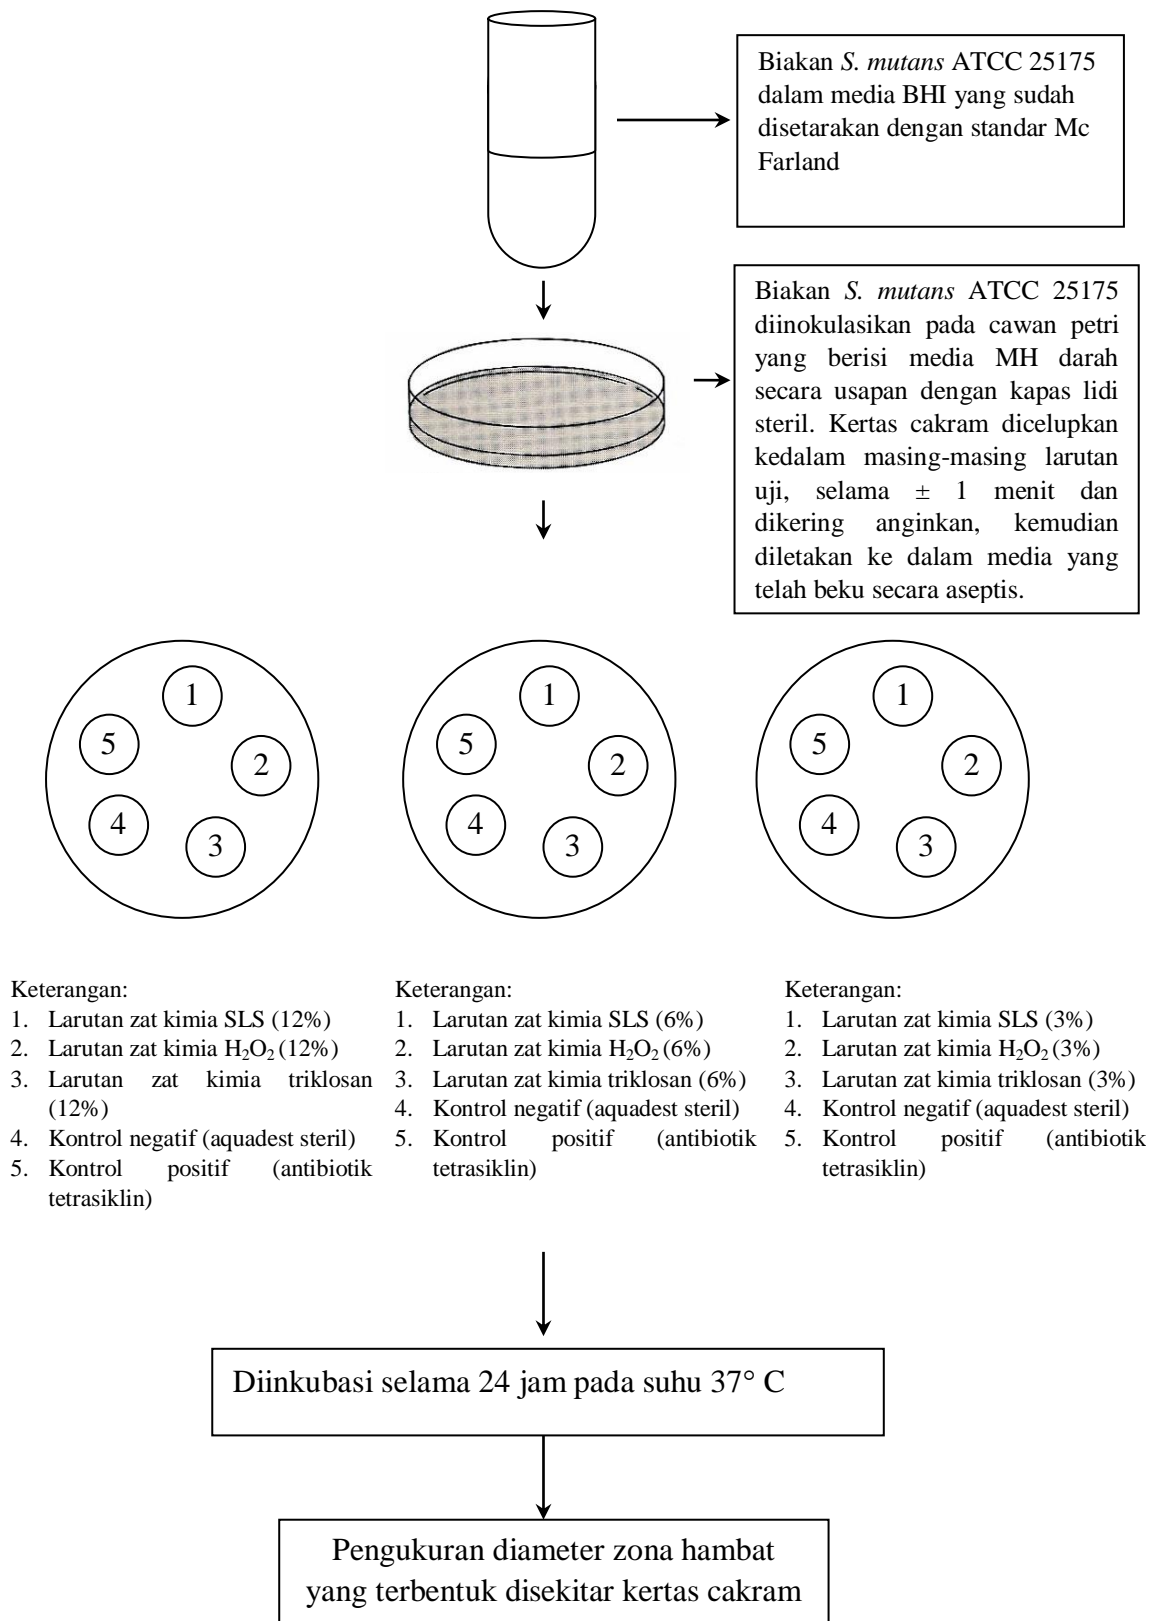 Biakan S. mutans ATCC 25175
dalam media BHI yang sudah
disetarakan dengan standar Mc
Farland
Biakan S. mutans ATCC 25175
diinokulasikan pada cawan petri
yang berisi media MH darah
secara usapan dengan kapas lidi
steril. Kertas cakram dicelupkan
kedalam masing-masing larutan
uji, selama ± 1 menit dan
dikering anginkan, kemudian
diletakan ke dalam media yang
telah beku secara aseptis.
1
5
2
4
3
1
5
2
4
3
1
5
2
4
3
Keterangan:
1. Larutan zat kimia SLS (12%)
2. Larutan zat kimia H₂O₂ (12%)
3. Larutan zat kimia triklosan
(12%)
4. Kontrol negatif (aquadest steril)
5. Kontrol positif (antibiotik
tetrasiklin)
Keterangan:
1. Larutan zat kimia SLS (6%)
2. Larutan zat kimia H₂O₂ (6%)
3. Larutan zat kimia triklosan (6%)
4. Kontrol negatif (aquadest steril)
5. Kontrol positif (antibiotik
tetrasiklin)
Keterangan:
1. Larutan zat kimia SLS (3%)
2. Larutan zat kimia H₂O₂ (3%)
3. Larutan zat kimia triklosan (3%)
4. Kontrol negatif (aquadest steril)
5. Kontrol positif (antibiotik
tetrasiklin)
Diinkubasi selama 24 jam pada suhu 37° C
Pengukuran diameter zona hambat
yang terbentuk disekitar kertas cakram